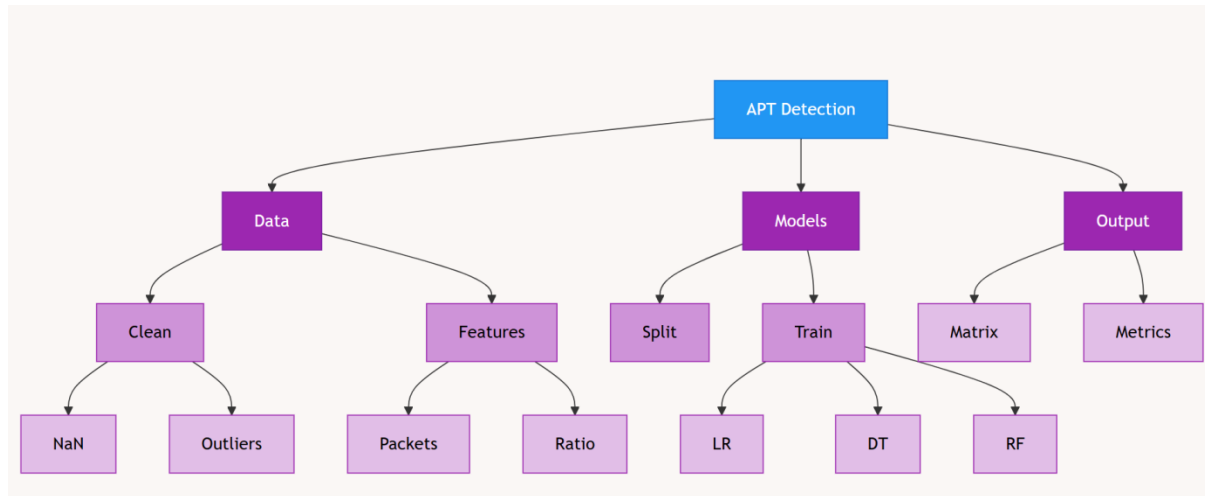 APT Detection
Data
Models
Output
Clean
Features
Split
Train
Matrix
Metrics
NaN
Outliers
Packets
Ratio
LR
DT
RF